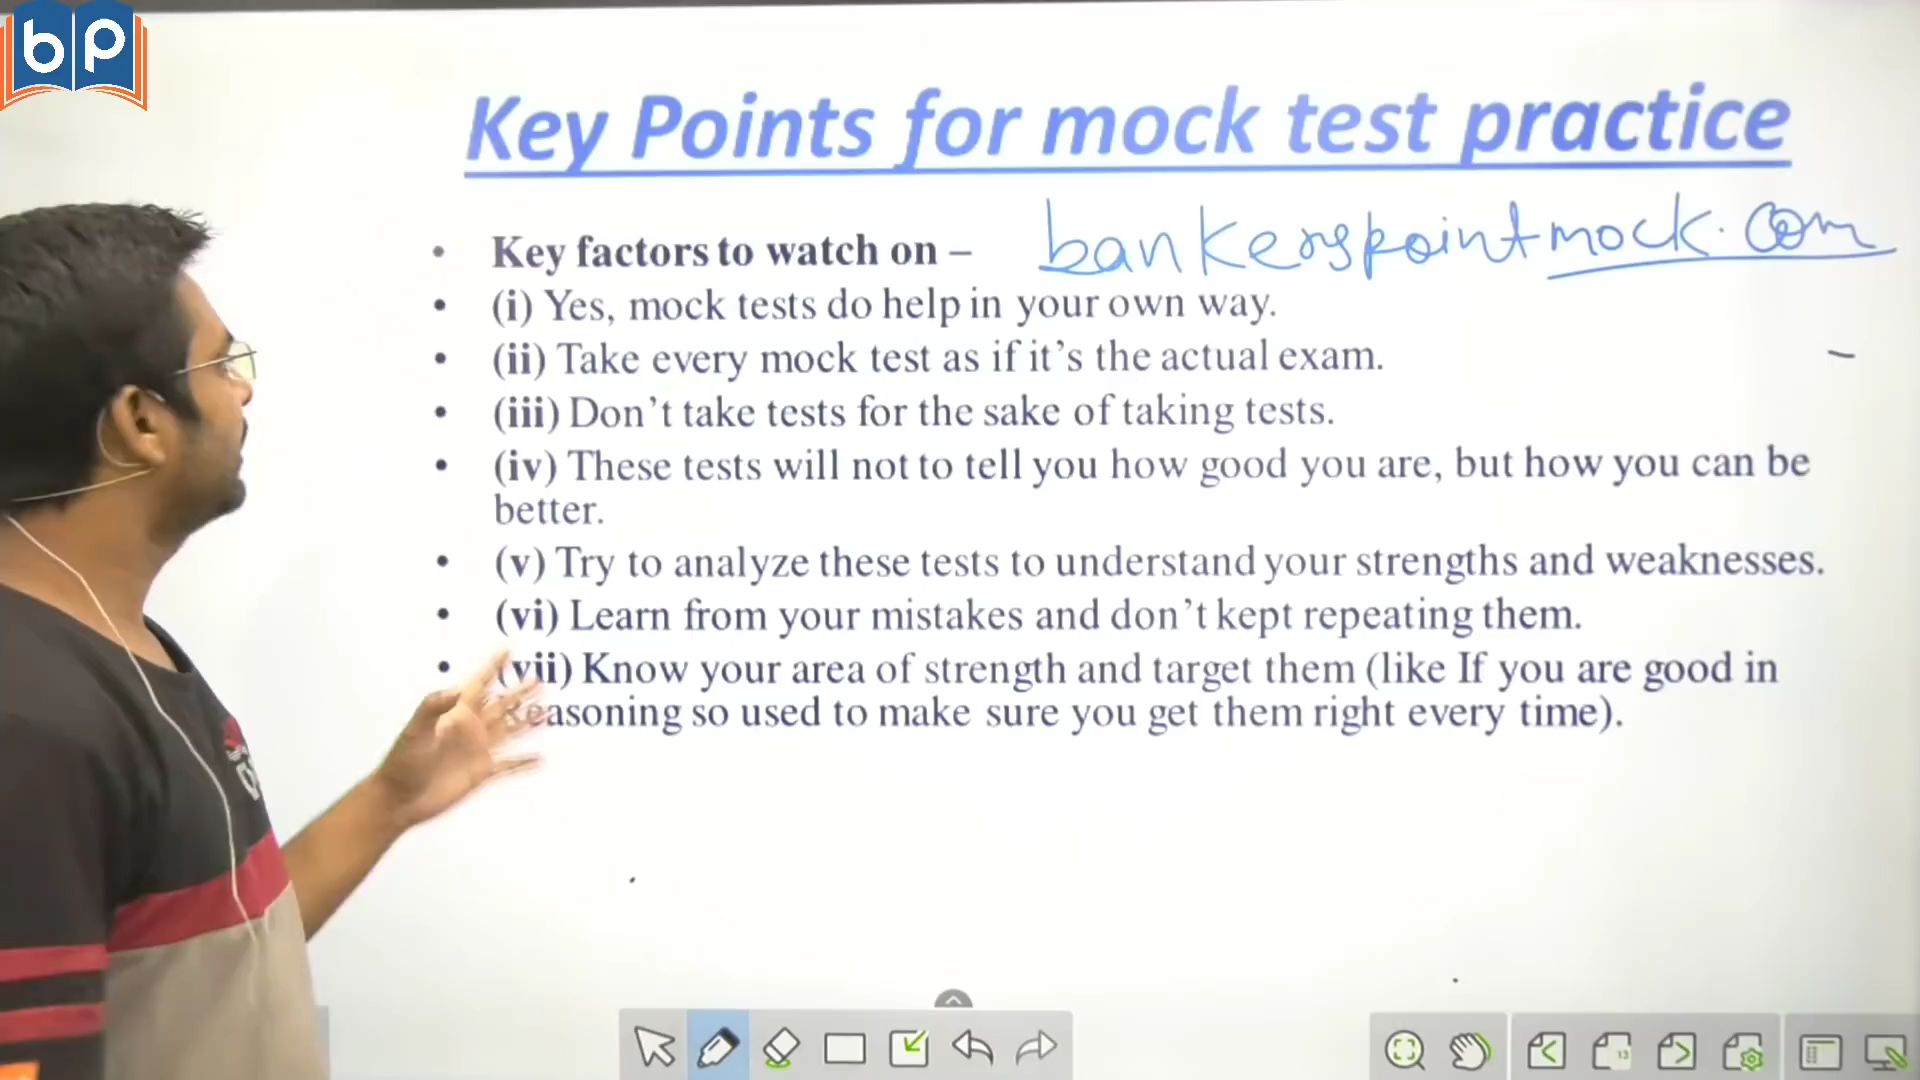 bp
Key Points for mock test practice
• Key factors to watch on –
bankerspointmock.com
• (i) Yes, mock tests do help in your own way.
• (ii) Take every mock test as if it’s the actual exam.
• (iii) Don’t take tests for the sake of taking tests.
• (iv) These tests will not to tell you how good you are, but how you can be
better.
• (v) Try to analyze these tests to understand your strengths and weaknesses.
• (vi) Learn from your mistakes and don’t kept repeating them.
• (vii) Know your area of strength and target them (like If you are good in
Reasoning so used to make sure you get them right every time).
13